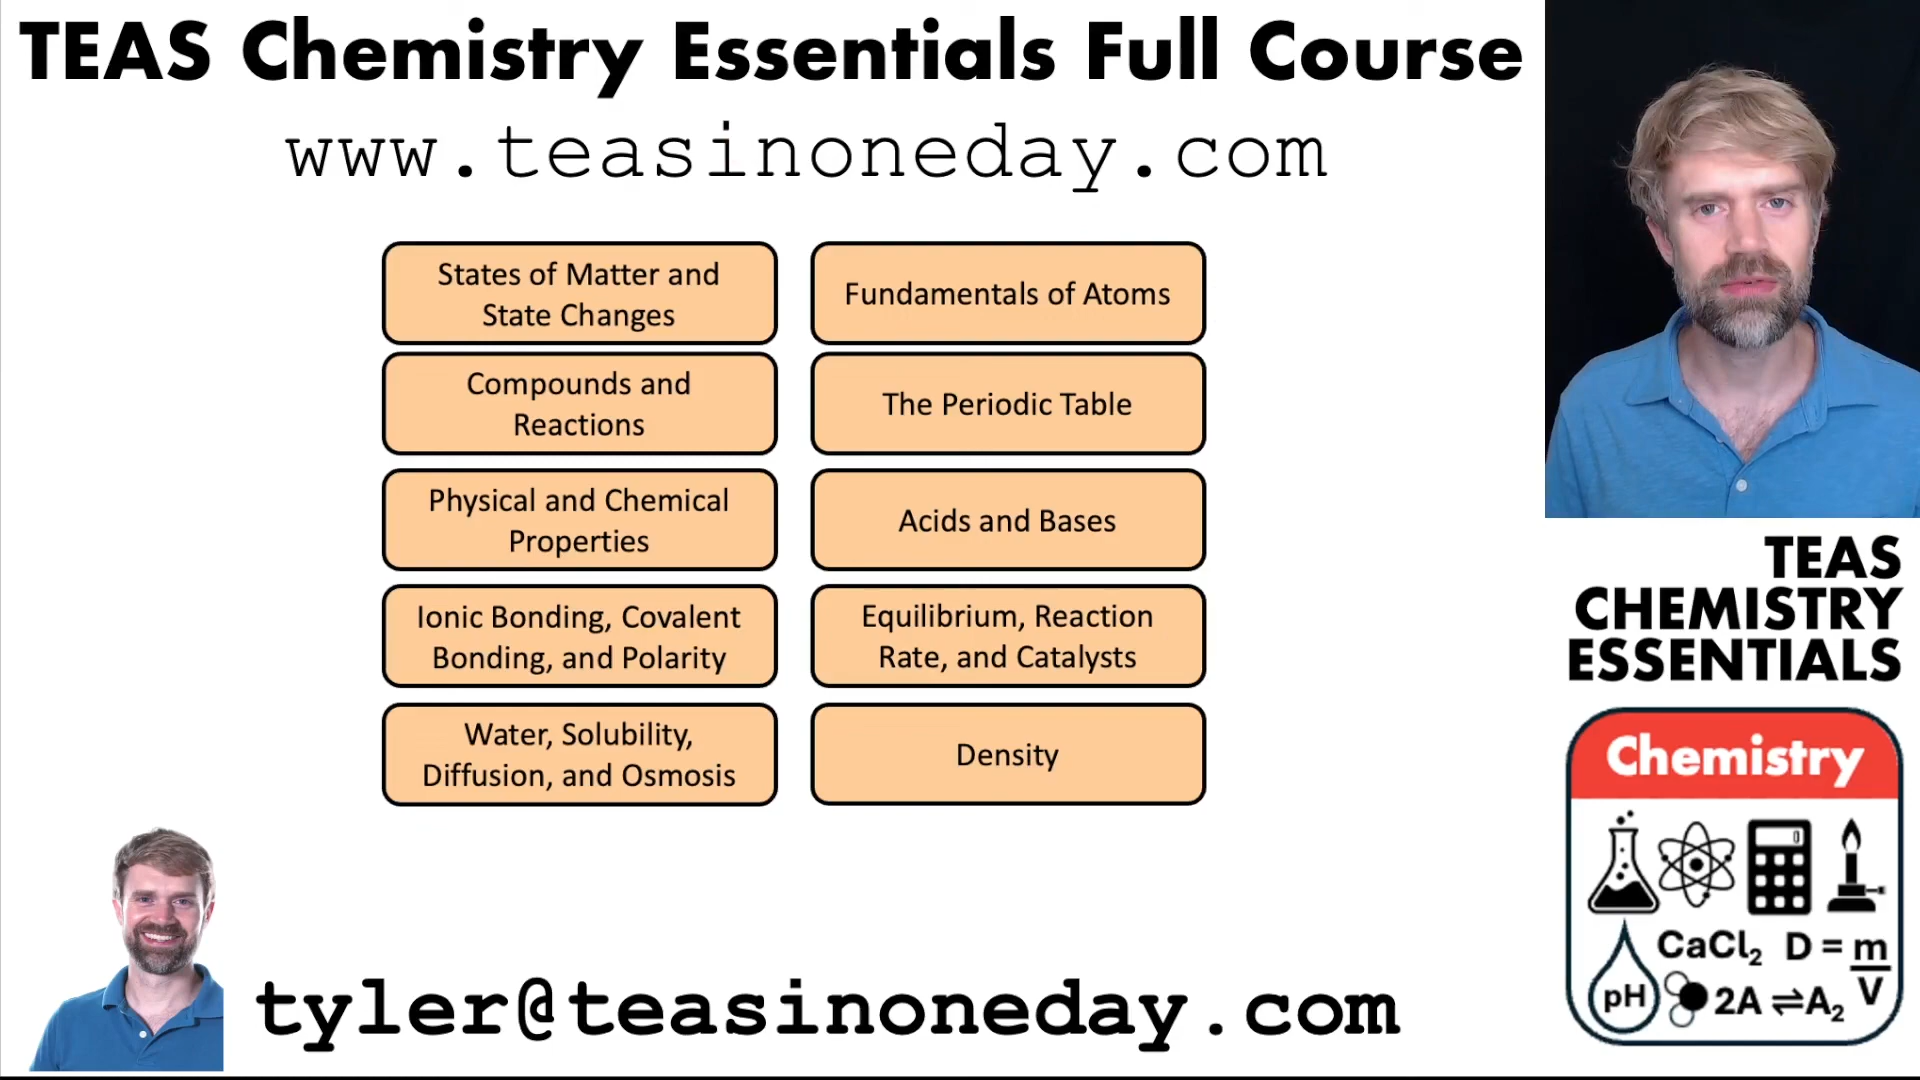 TEAS Chemistry Essentials Full Course
www.teasinoneday.com
States of Matter and
State Changes
Fundamentals of Atoms
Compounds and
Reactions
The Periodic Table
Physical and Chemical
Properties
Acids and Bases
Ionic Bonding, Covalent
Bonding, and Polarity
Equilibrium, Reaction
Rate, and Catalysts
Water, Solubility,
Diffusion, and Osmosis
Density
tyler@teasinoneday.com
TEAS
CHEMISTRY
ESSENTIALS
Chemistry
0
CaCl₂ D = m/V
pH 2A ⇌ A₂